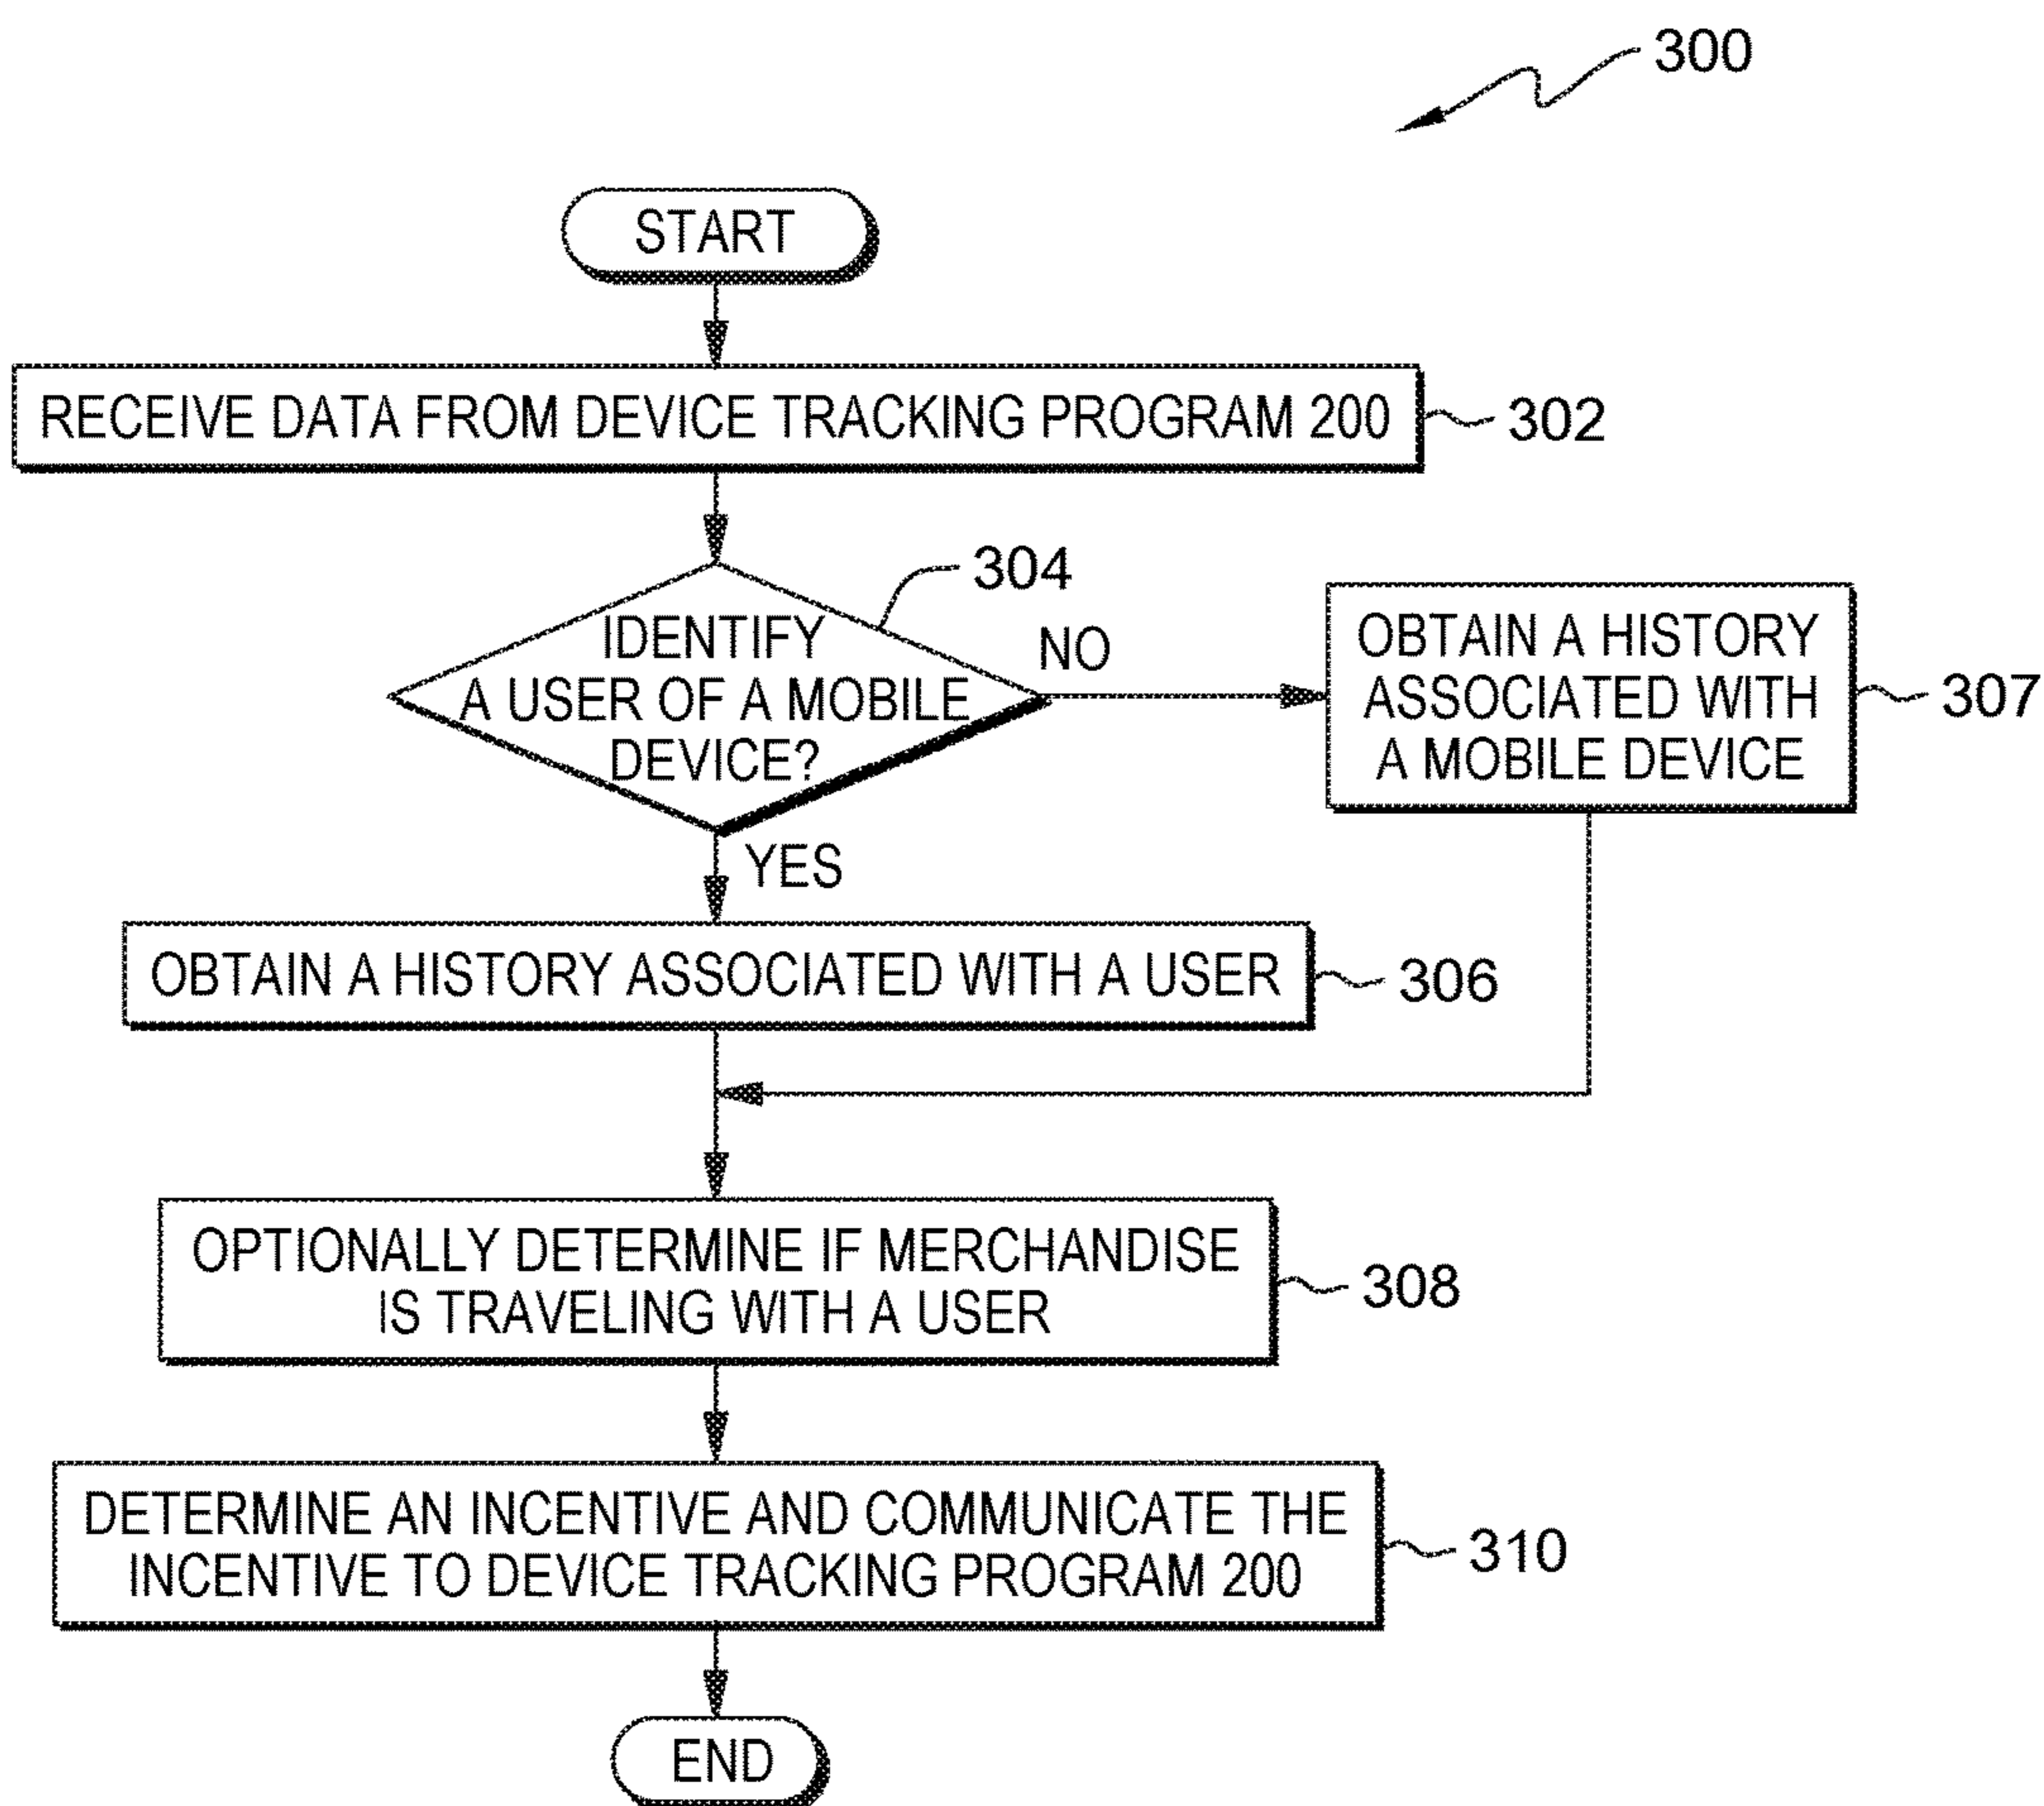 300
START
RECEIVE DATA FROM DEVICE TRACKING PROGRAM 200
302
304
IDENTIFY
A USER OF A MOBILE
DEVICE?
NO
OBTAIN A HISTORY
ASSOCIATED WITH
A MOBILE DEVICE
307
YES
OBTAIN A HISTORY ASSOCIATED WITH A USER
306
OPTIONALLY DETERMINE IF MERCHANDISE
IS TRAVELING WITH A USER
308
DETERMINE AN INCENTIVE AND COMMUNICATE THE
INCENTIVE TO DEVICE TRACKING PROGRAM 200
310
END